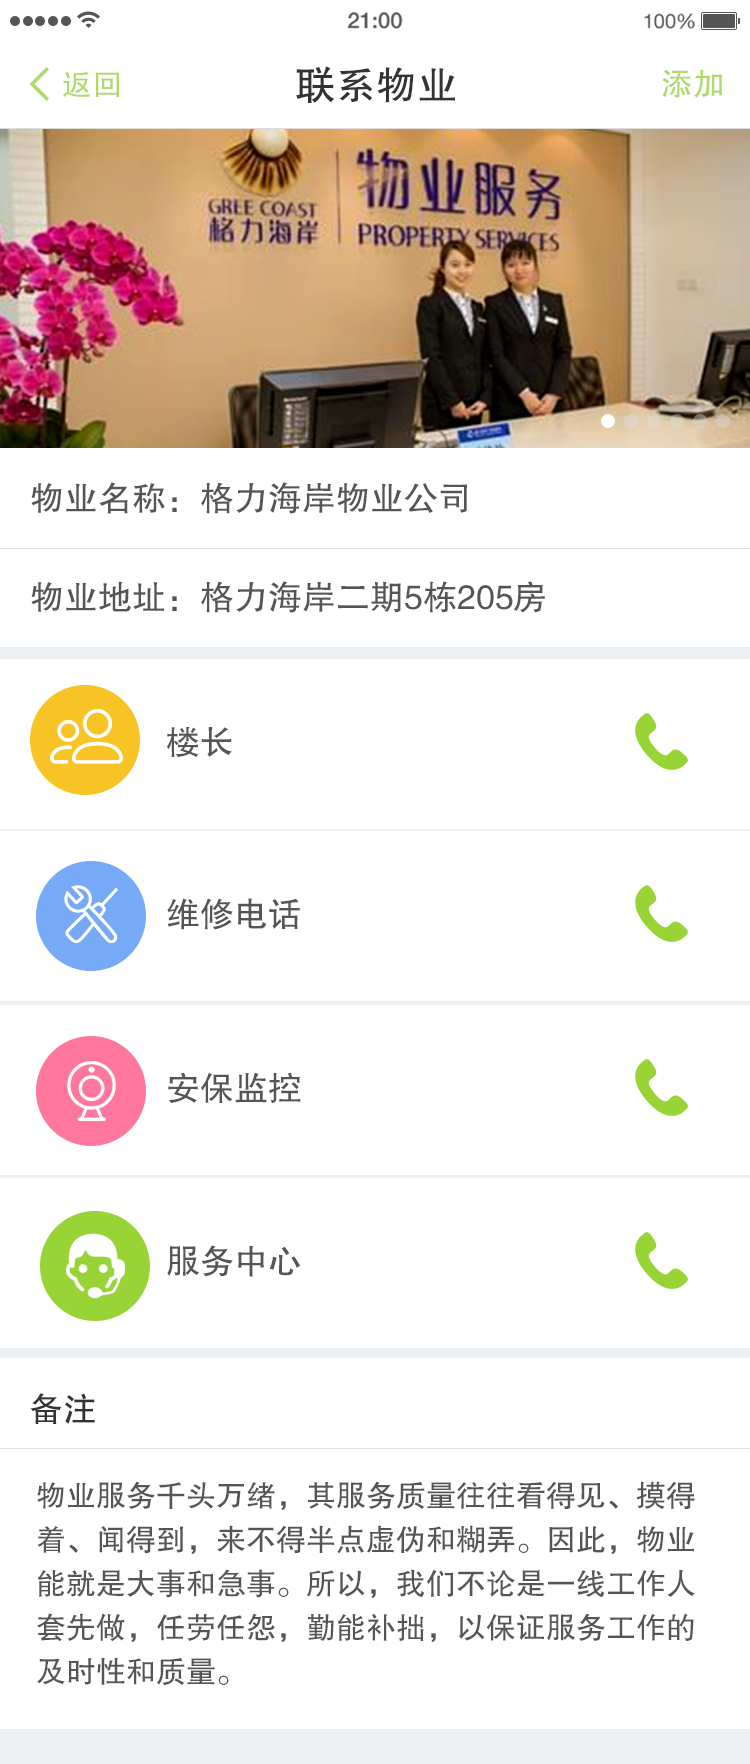 21:00
100%
返回
联系物业
添加
GREE COAST
格力海岸
物业服务
PROPERTY SERVICES
物业名称：格力海岸物业公司
物业地址：格力海岸二期5栋205房
楼长
维修电话
安保监控
服务中心
备注
物业服务千头万绪，其服务质量往往看得见、摸得
着、闻得到，来不得半点虚伪和糊弄。因此，物业
能就是大事和急事。所以，我们不论是一线工作人
套先做，任劳任怨，勤能补拙，以保证服务工作的
及时性和质量。